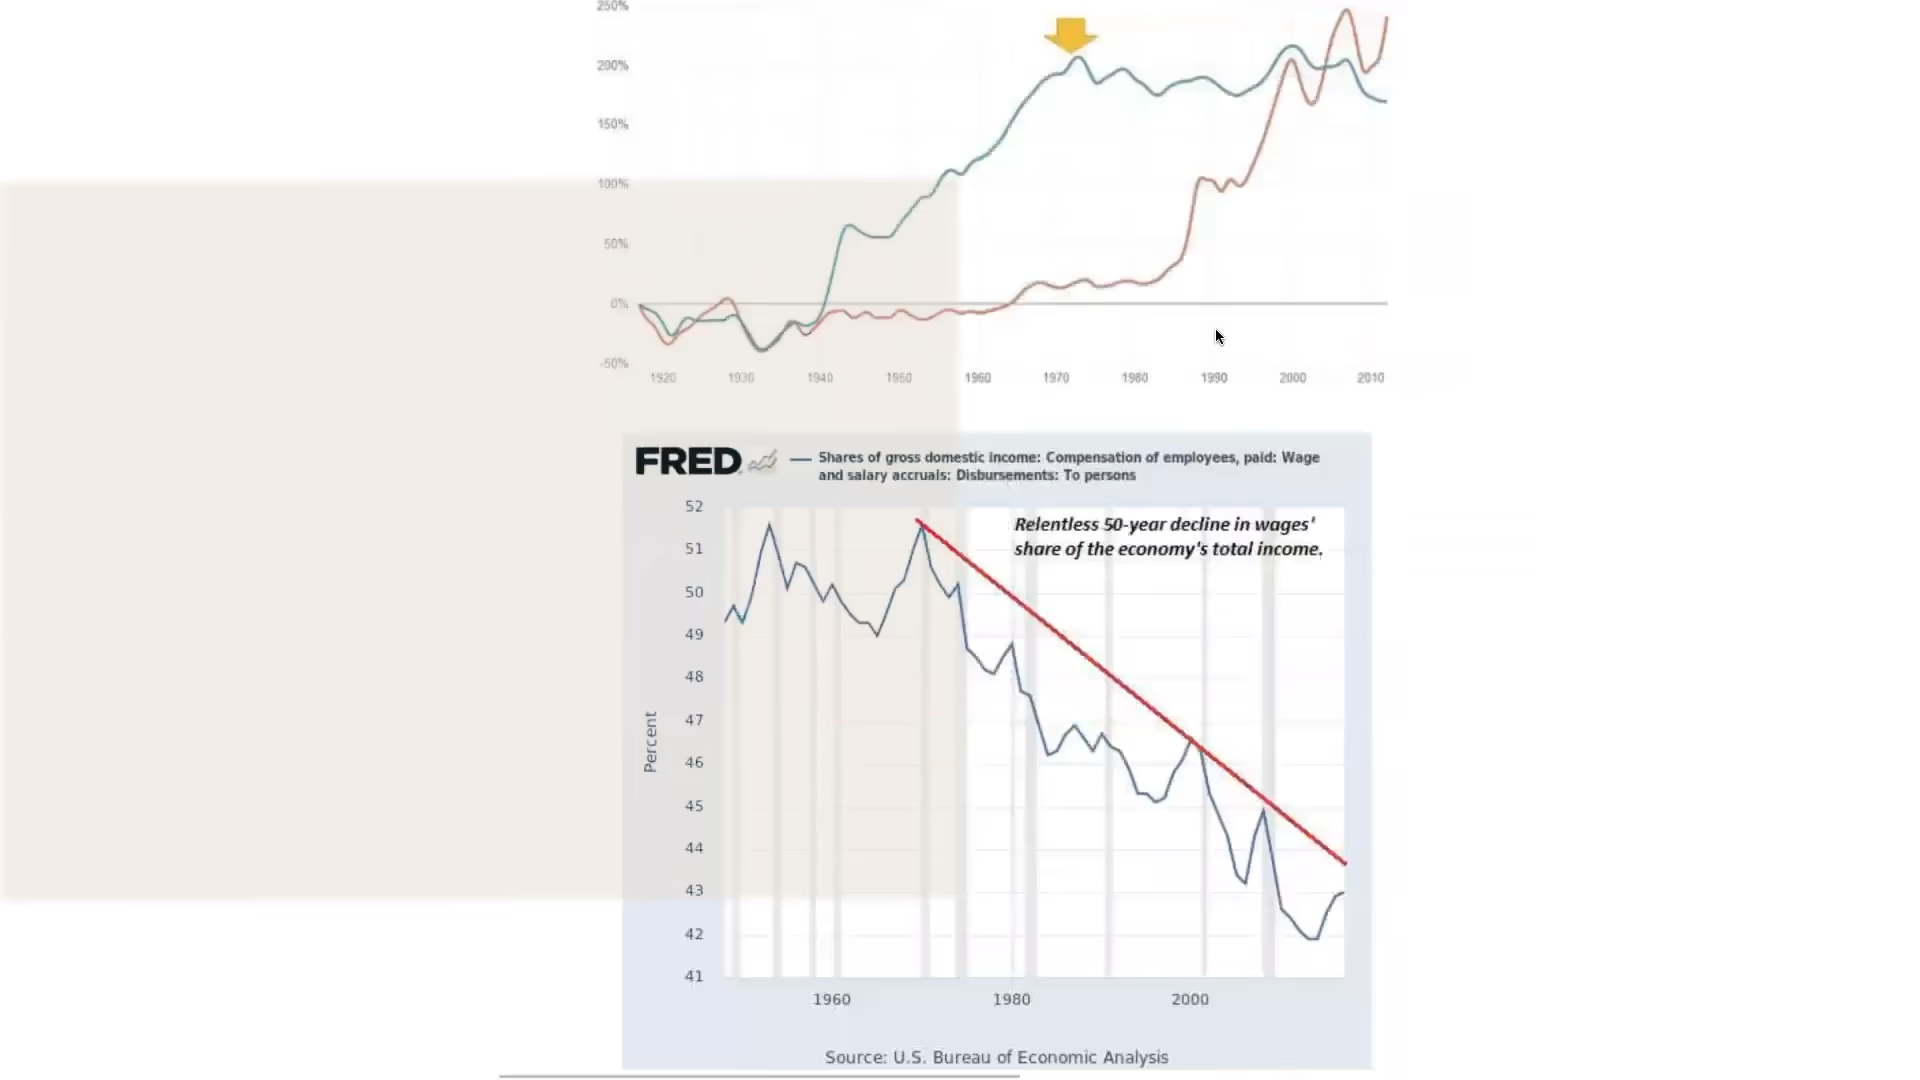 250%
200%
150%
100%
50%
0%
-50%
1920 1930 1940 1950 1960 1970 1980 1990 2000 2010
FRED
Shares of gross domestic income: Compensation of employees, paid: Wage
and salary accruals: Disbursements: To persons
Relentless 50-year decline in wages'
share of the economy's total income.
Percent
52
51
50
49
48
47
46
45
44
43
42
41
1960 1980 2000
Source: U.S. Bureau of Economic Analysis